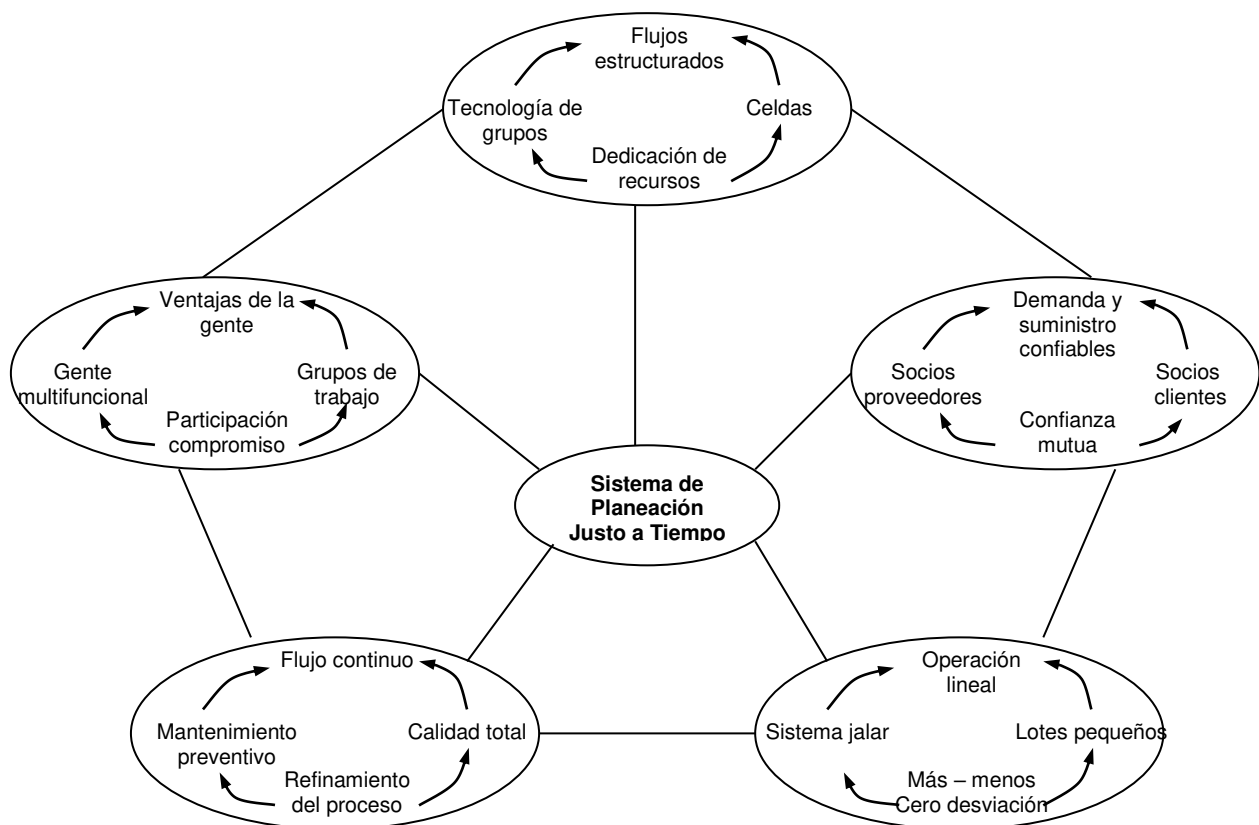 Flujos
estructurados
Tecnología de
grupos
Celdas
Dedicación de
recursos
Ventajas de la
gente
Gente
multifuncional
Grupos de
trabajo
Participación
compromiso
Demanda y
suministro
confiables
Socios
proveedores
Socios
clientes
Confianza
mutua
Sistema de
Planeación
Justo a Tiempo
Flujo continuo
Mantenimiento
preventivo
Calidad total
Refinamiento
del proceso
Operación
lineal
Sistema jalar
Lotes pequeños
Más – menos
Cero desviación